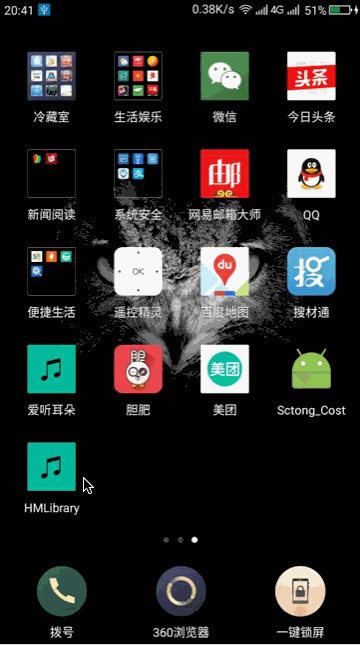 20:41 0.38K/s 4G 51%
冷藏室 生活娱乐 微信 今日头条
头条
新闻阅读 系统安全 网易邮箱大师 QQ
邮
便捷生活 遥控精灵 百度地图 搜材通
OK du 搜
爱听耳朵 胆肥 美团 Sctong_Cost
胆 美团
HMLibrary
拨号 360浏览器 一键锁屏